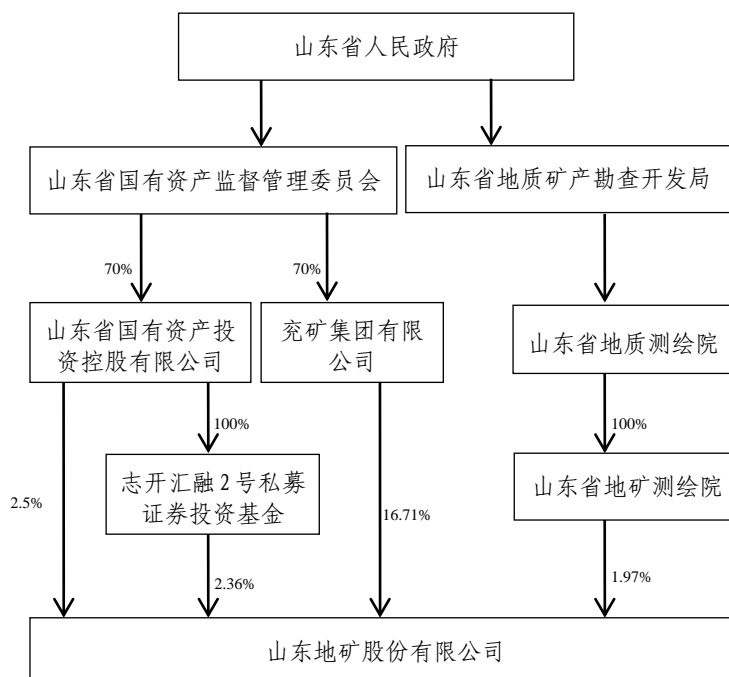 山东省人民政府
山东省国有资产监督管理委员会
山东省地质矿产勘查开发局
70%
70%
山东省国有资产投
资控股有限公司
兖矿集团有限
公司
山东省地质测绘院
100%
100%
志开汇融2号私募
证券投资基金
山东省地矿测绘院
2.5%
16.71%
2.36%
1.97%
山东地矿股份有限公司